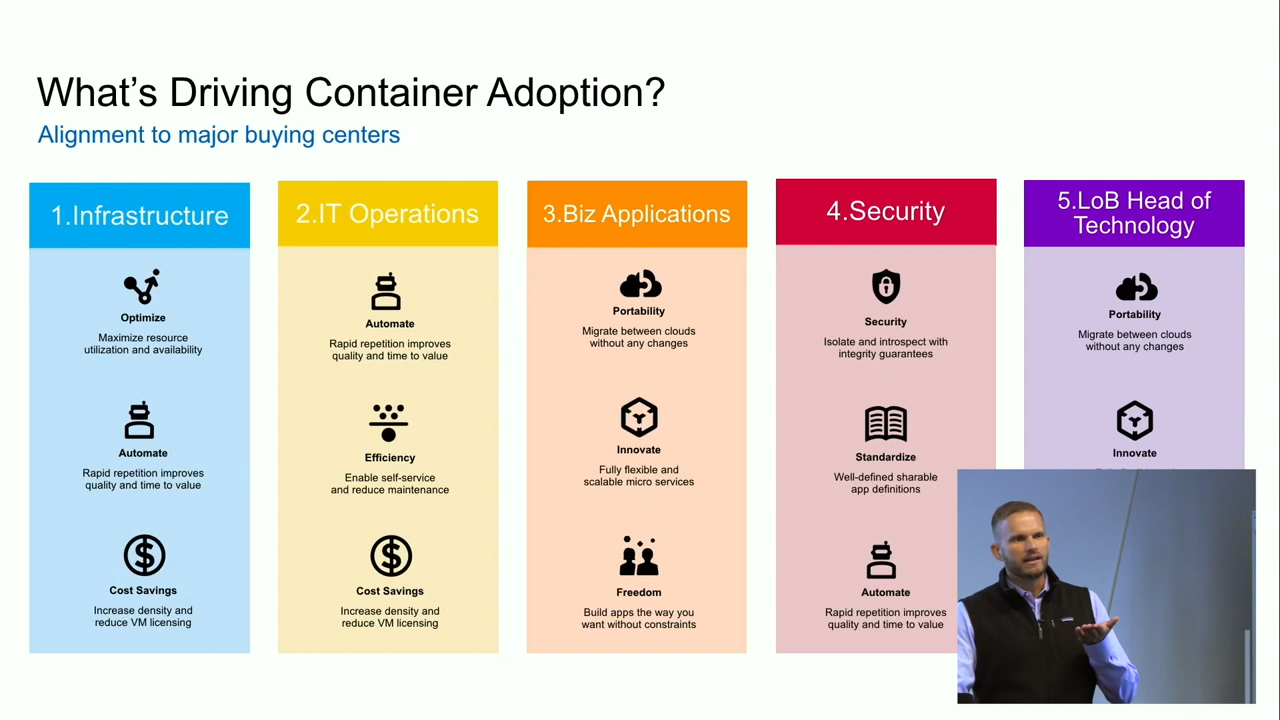 What's Driving Container Adoption?
Alignment to major buying centers
1.Infrastructure
Optimize
Maximize resource
utilization and availability
Automate
Rapid repetition improves
quality and time to value
Cost Savings
Increase density and
reduce VM licensing
2.IT Operations
Automate
Rapid repetition improves
quality and time to value
Efficiency
Enable self-service
and reduce maintenance
Cost Savings
Increase density and
reduce VM licensing
3.Biz Applications
Portability
Migrate between clouds
without any changes
Innovate
Fully flexible and
scalable micro services
Freedom
Build apps the way you
want without constraints
4.Security
Security
Isolate and introspect with
integrity guarantees
Standardize
Well-defined sharable
app definitions
Automate
Rapid repetition improves
quality and time to value
5.LoB Head of
Technology
Portability
Migrate between clouds
without any changes
Innovate